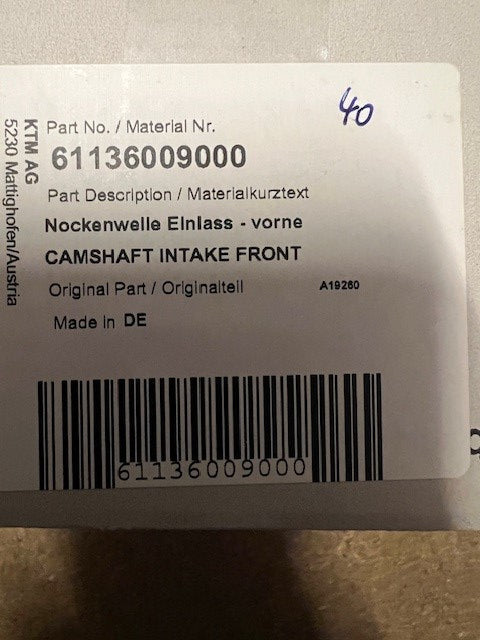 40
KTM AG
5230 Mattighofen/Austria
Part No. / Material Nr.
61136009000
Part Description / Materialkurztext
Nockenwelle Einlass - vorne
CAMSHAFT INTAKE FRONT
Original Part / Originalteil A19260
Made in DE
61136009000